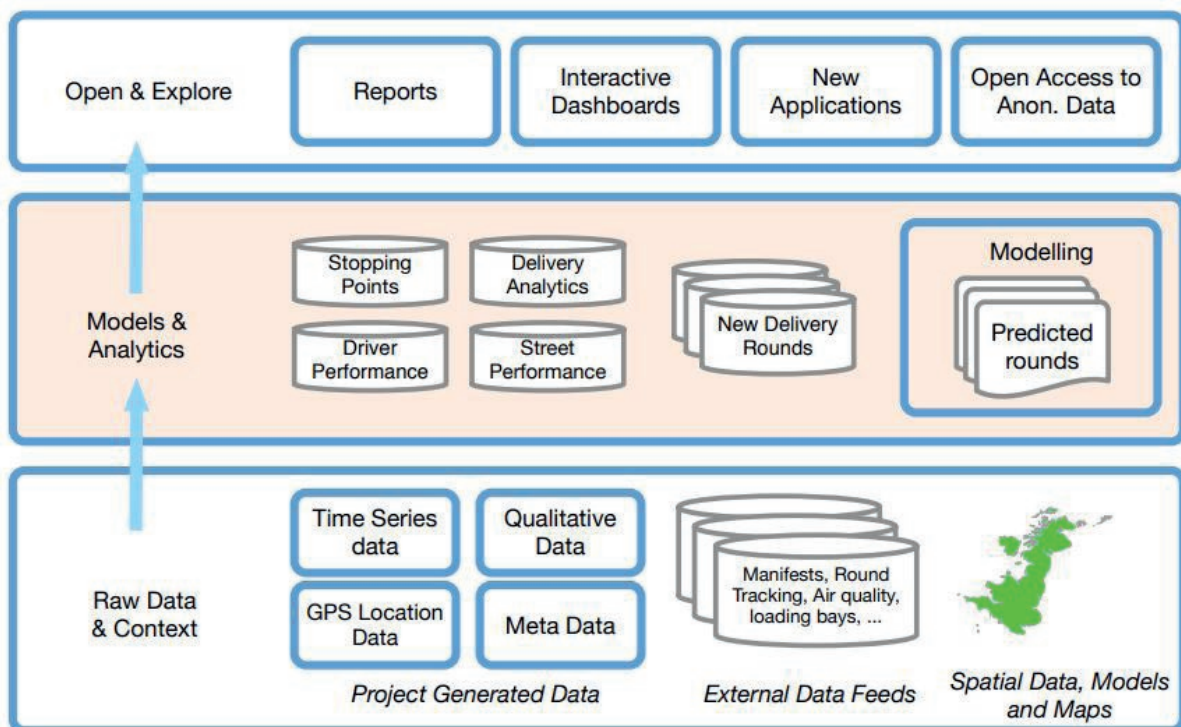 Open & Explore
Reports
Interactive
Dashboards
New
Applications
Open Access to
Anon. Data
Models &
Analytics
Stopping
Points
Delivery
Analytics
Driver
Performance
Street
Performance
New Delivery
Rounds
Modelling
Predicted
rounds
Raw Data
& Context
Time Series
data
Qualitative
Data
GPS Location
Data
Meta Data
Manifests, Round
Tracking, Air quality,
loading bays, ...
Project Generated Data
External Data Feeds
Spatial Data, Models
and Maps